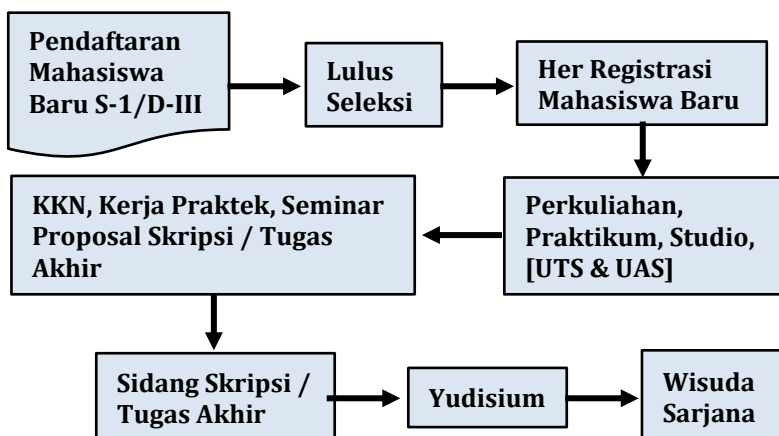 Pendaftaran
Mahasiswa
Baru S-1/D-III
Lulus
Seleksi
Her Registrasi
Mahasiswa Baru
Perkuliahan,
Praktikum, Studio,
[UTS & UAS]
KKN, Kerja Praktek, Seminar
Proposal Skripsi / Tugas
Akhir
Sidang Skripsi /
Tugas Akhir
Yudisium
Wisuda
Sarjana